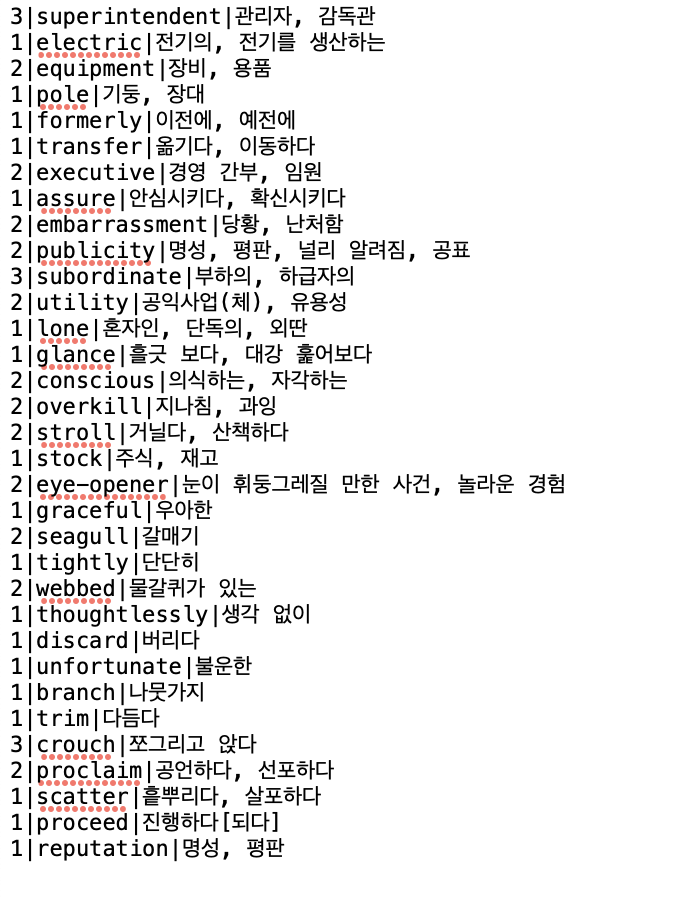 3|superintendent|관리자, 감독관
1|electric|전기의, 전기를 생산하는
2|equipment|장비, 용품
1|pole|기둥, 장대
1|formerly|이전에, 예전에
1|transfer|옮기다, 이동하다
2|executive|경영 간부, 임원
1|assure|안심시키다, 확신시키다
2|embarrassment|당황, 난처함
2|publicity|명성, 평판, 널리 알려짐, 공표
3|subordinate|부하의, 하급자의
2|utility|공익사업(체), 유용성
1|lone|혼자인, 단독의, 외딴
1|glance|흘긋 보다, 대강 훑어보다
2|conscious|의식하는, 자각하는
2|overkill|지나침, 과잉
2|stroll|거닐다, 산책하다
1|stock|주식, 재고
2|eye-opener|눈이 휘둥그레질 만한 사건, 놀라운 경험
1|graceful|우아한
2|seagull|갈매기
1|tightly|단단히
2|webbed|물갈퀴가 있는
1|thoughtlessly|생각 없이
1|discard|버리다
1|unfortunate|불운한
1|branch|나뭇가지
1|trim|다듬다
3|crouch|쪼그리고 앉다
2|proclaim|공언하다, 선포하다
1|scatter|흩뿌리다, 살포하다
1|proceed|진행하다[되다]
1|reputation|명성, 평판